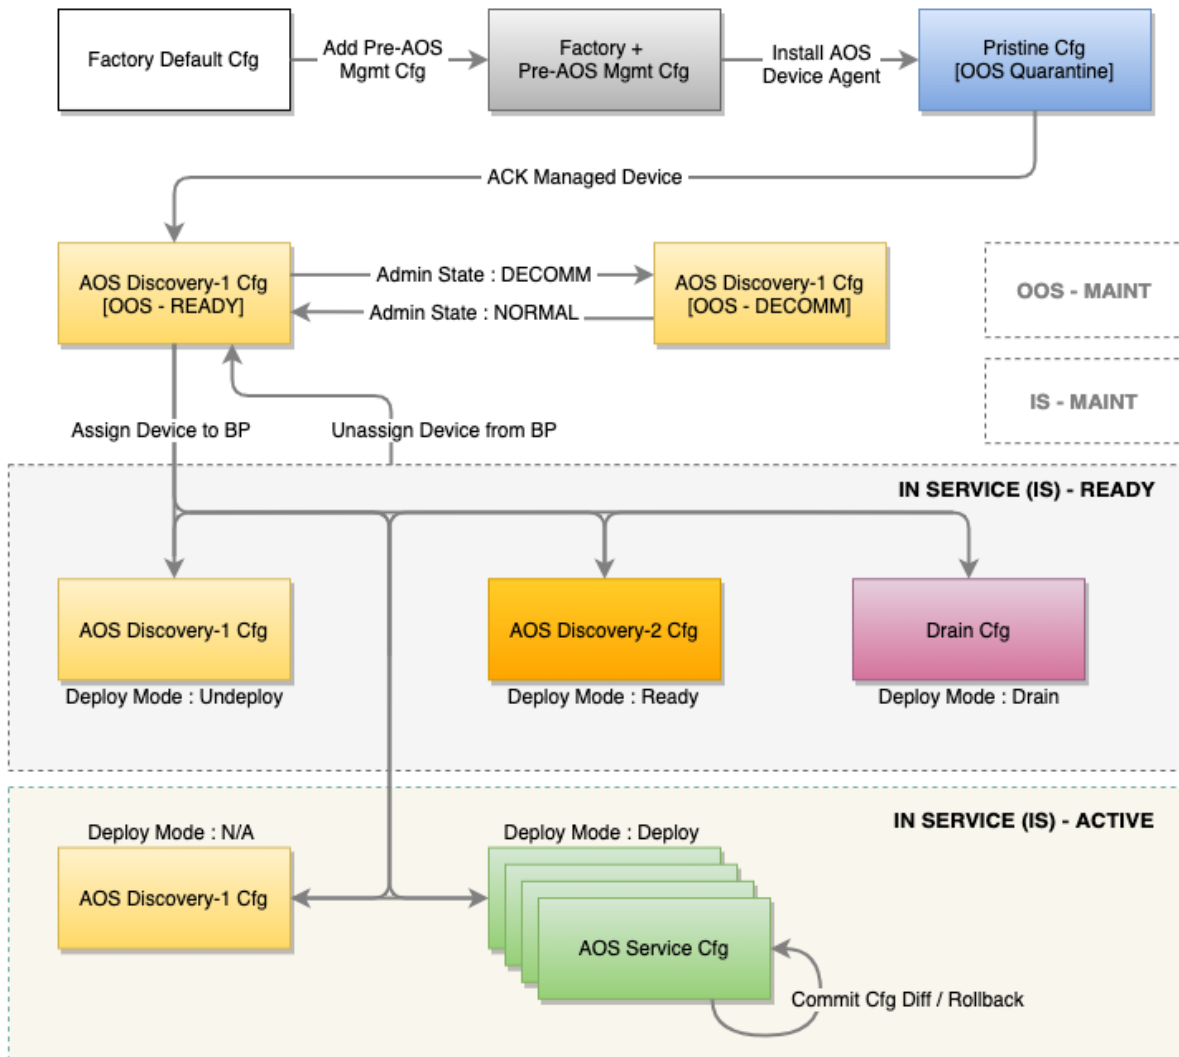 Factory Default Cfg
Add Pre-AOS
Mgmt Cfg
Factory +
Pre-AOS Mgmt Cfg
Install AOS
Device Agent
Pristine Cfg
[OOS Quarantine]
ACK Managed Device
AOS Discovery-1 Cfg
[OOS - READY]
Admin State : DECOMM
Admin State : NORMAL
AOS Discovery-1 Cfg
[OOS - DECOMM]
OOS - MAINT
IS - MAINT
Assign Device to BP
Unassign Device from BP
IN SERVICE (IS) - READY
AOS Discovery-1 Cfg
AOS Discovery-2 Cfg
Drain Cfg
Deploy Mode : Undeploy
Deploy Mode : Ready
Deploy Mode : Drain
IN SERVICE (IS) - ACTIVE
Deploy Mode : N/A
Deploy Mode : Deploy
AOS Discovery-1 Cfg
AOS Service Cfg
Commit Cfg Diff / Rollback